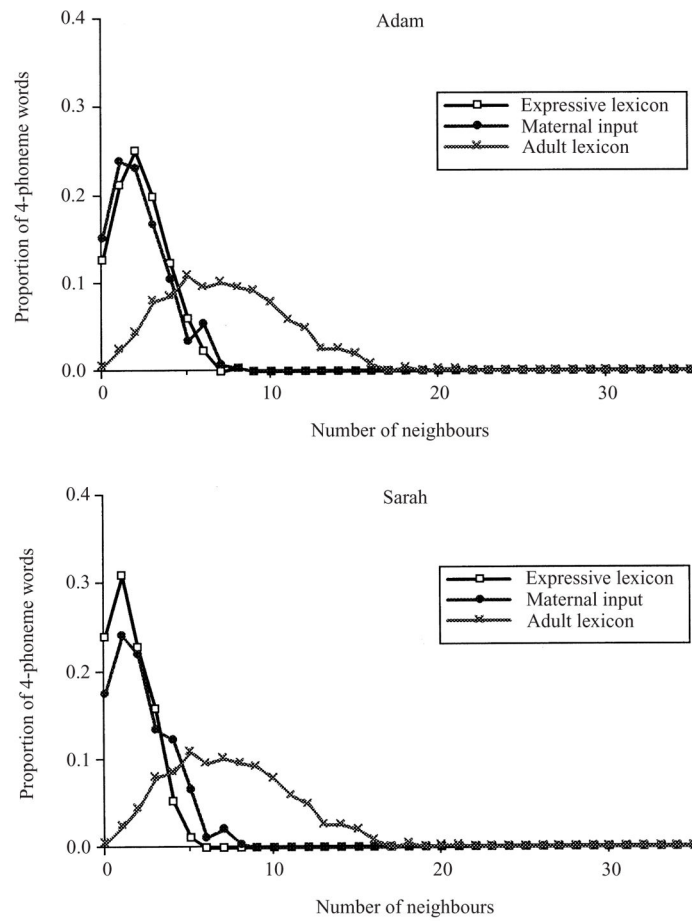 Adam
0.4
0.3
0.2
0.1
0.0
Proportion of 4-phoneme words
Expressive lexicon
Maternal input
Adult lexicon
0 10 20 30
Number of neighbours
Sarah
0.4
0.3
0.2
0.1
0.0
Proportion of 4-phoneme words
Expressive lexicon
Maternal input
Adult lexicon
0 10 20 30
Number of neighbours